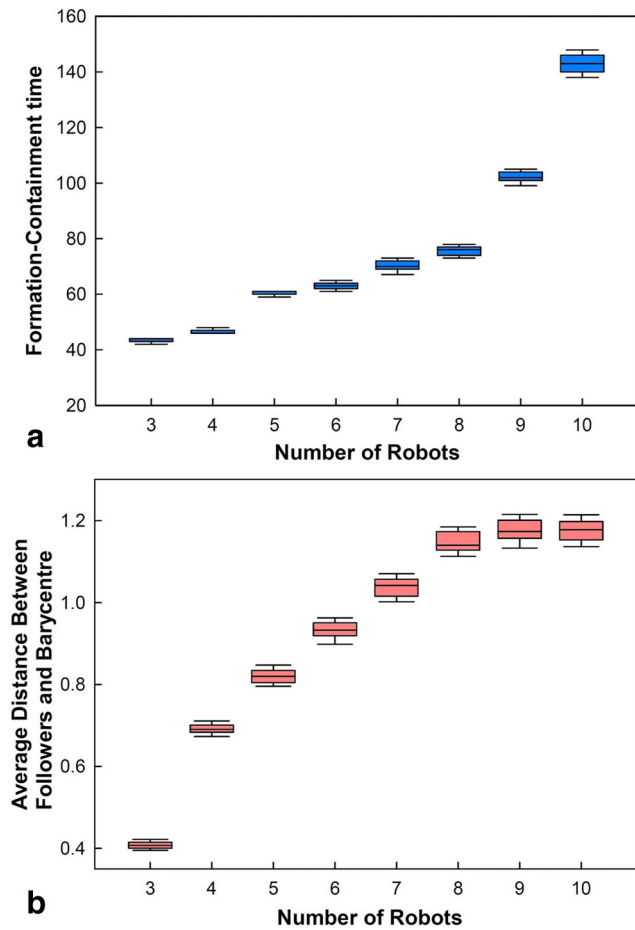 160
140
120
100
80
60
40
20
Formation-Containment time
3 4 5 6 7 8 9 10
Number of Robots
a
1.2
1.0
0.8
0.6
0.4
Average Distance Between
Followers and Barycentre
3 4 5 6 7 8 9 10
Number of Robots
b